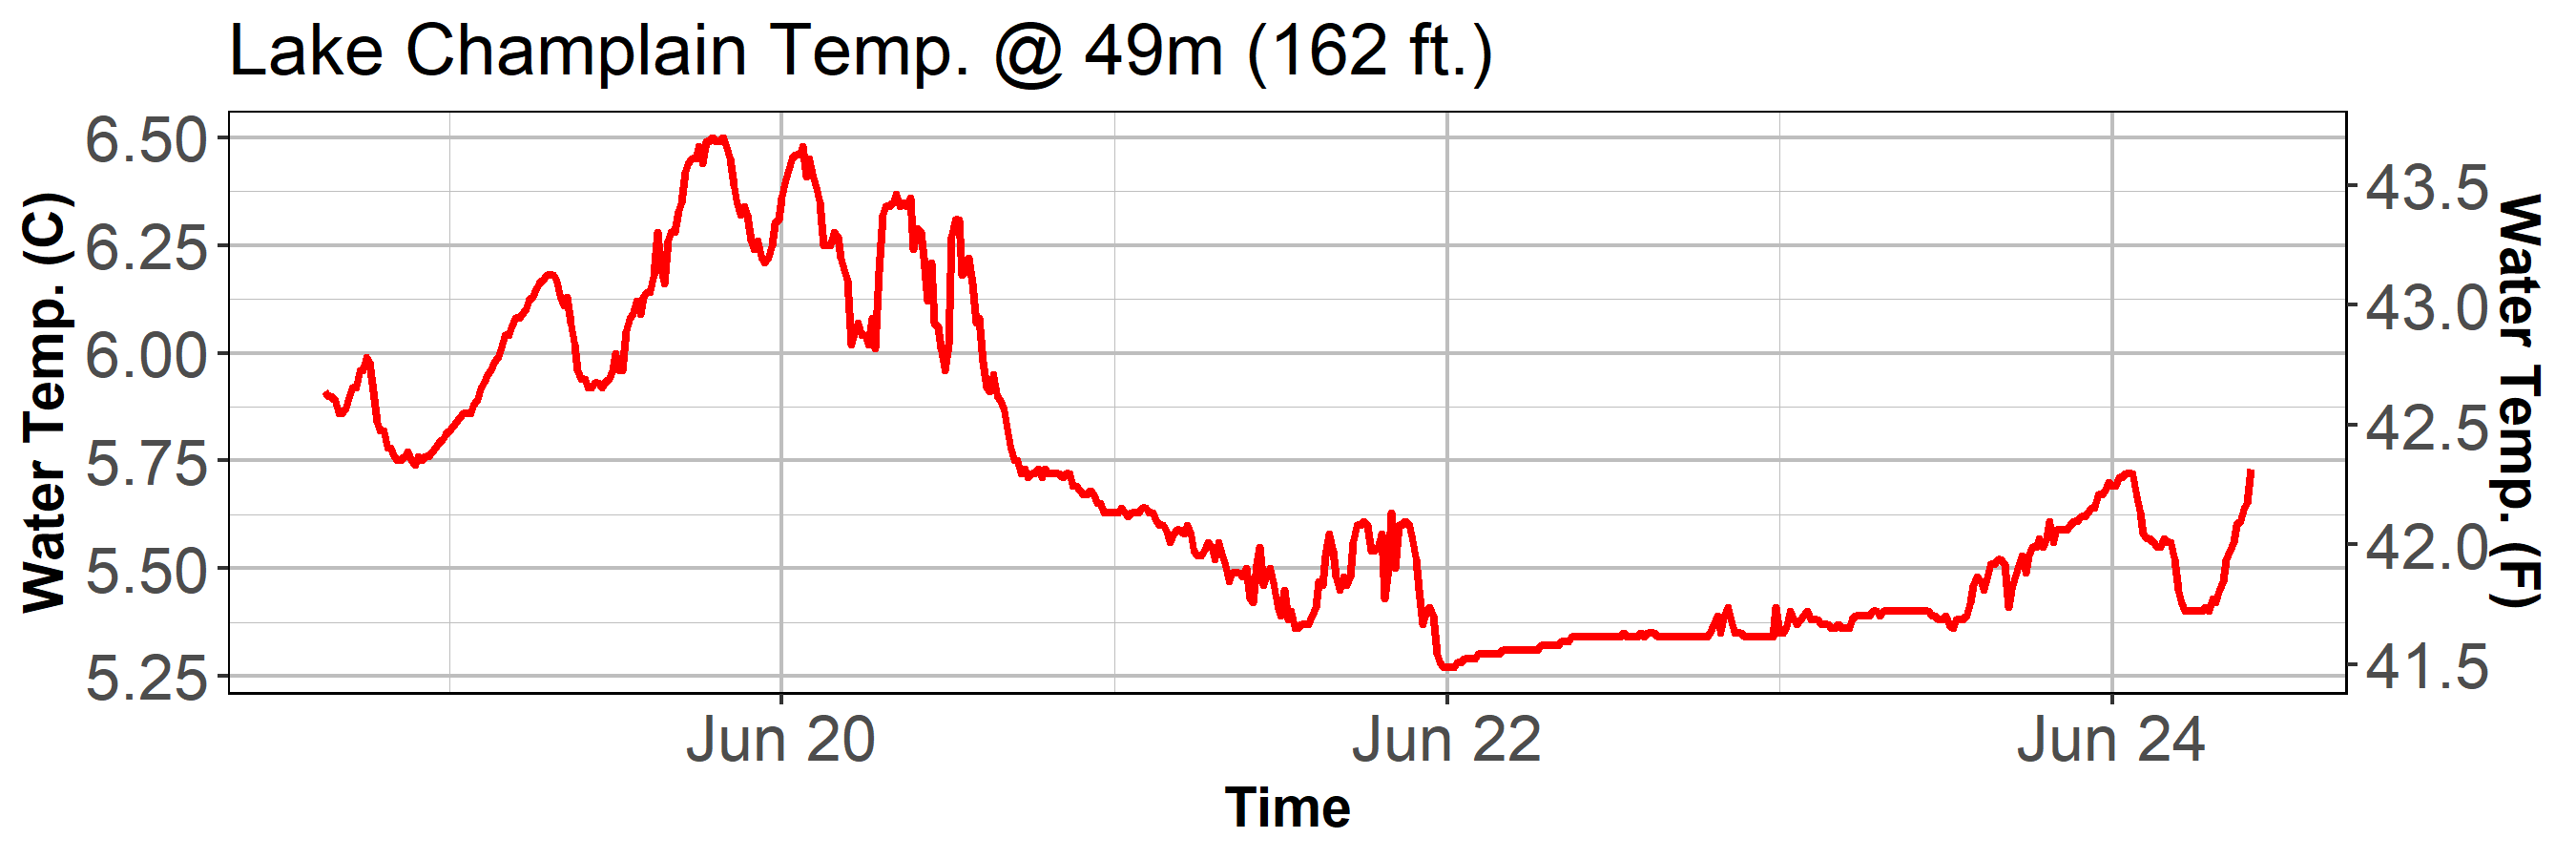 Lake Champlain Temp. @ 49m (162 ft.)
Water Temp. (C)
6.50
6.25
6.00
5.75
5.50
5.25
43.5
43.0
42.5
42.0
41.5
Water Temp. (F)
Jun 20
Jun 22
Jun 24
Time